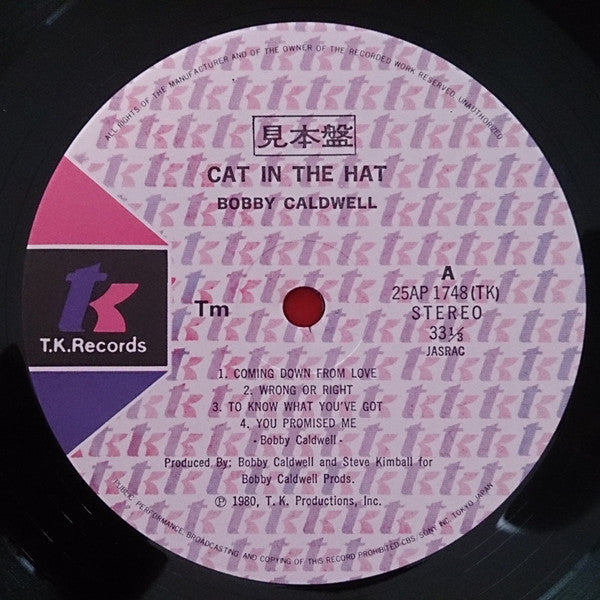 ALL RIGHTS OF THE MANUFACTURER AND OF THE OWNER OF THE RECORDED WORK RESERVED. UNAUTHORIZED
見本盤
CAT IN THE HAT
BOBBY CALDWELL
tk
T.K.Records
Tm
A
25AP 1748(TK)
STEREO
33⅓
JASRAC
1. COMING DOWN FROM LOVE
2. WRONG OR RIGHT
3. TO KNOW WHAT YOU'VE GOT
4. YOU PROMISED ME
- Bobby Caldwell -
Produced By: Bobby Caldwell and Steve Kimball for
Bobby Caldwell Prods.
℗ 1980, T. K. Productions, Inc.
PUBLIC PERFORMANCE, BROADCASTING AND COPYING OF THIS RECORD PROHIBITED CBS/SONY INC. TOKYO JAPAN